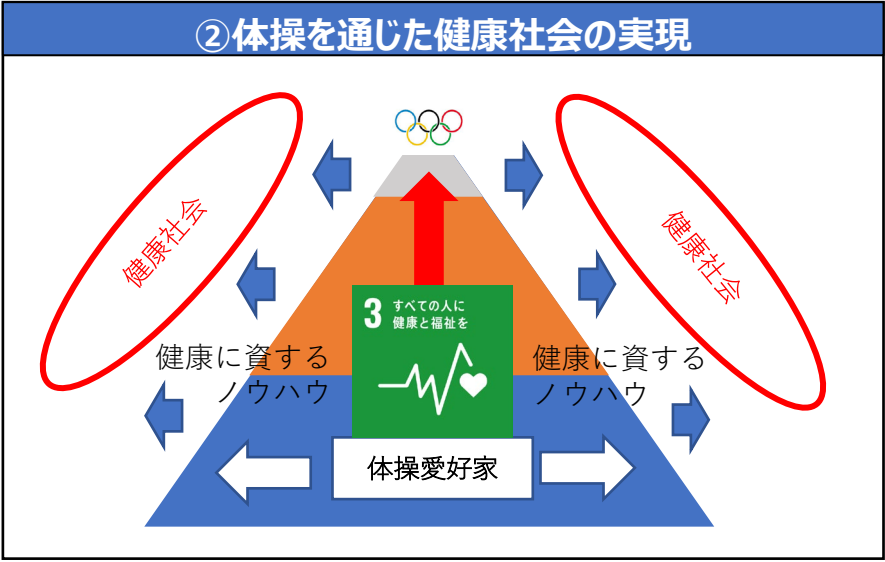 ②体操を通じた健康社会の実現
健康社会
健康社会
3 すべての人に
健康と福祉を
健康に資する
ノウハウ
健康に資する
ノウハウ
体操愛好家